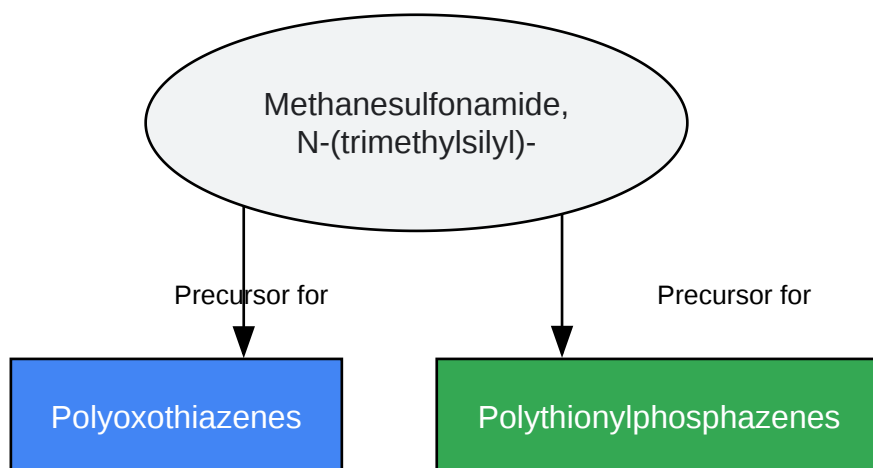 Methanesulfonamide,
N-(trimethylsilyl)-
Precursor for
Precursor for
Polyoxothiazenes
Polythionylphosphazenes